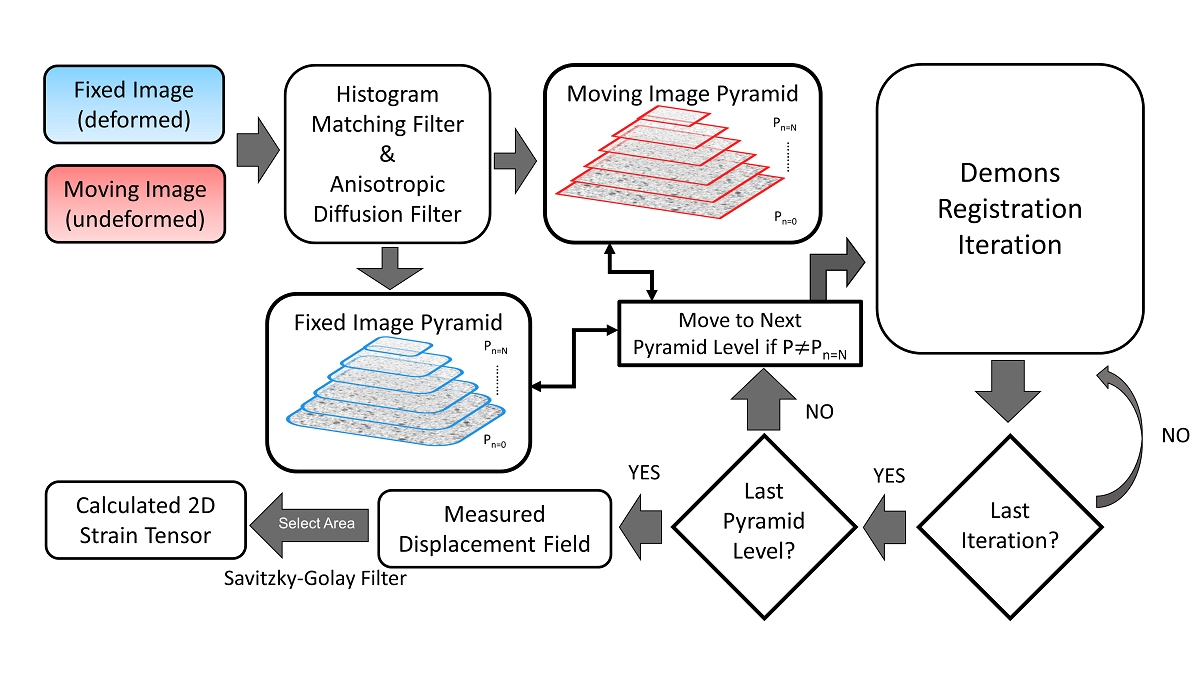 Fixed Image
(deformed)
Moving Image
(undeformed)
Histogram
Matching Filter
&
Anisotropic
Diffusion Filter
Moving Image Pyramid
P_{n=N}
P_{n=0}
Demons
Registration
Iteration
Fixed Image Pyramid
P_{n=N}
P_{n=0}
Move to Next
Pyramid Level if P≠P_{n=N}
NO
NO
Last
Iteration?
YES
Last
Pyramid
Level?
YES
Measured
Displacement Field
Select Area
Savitzky-Golay Filter
Calculated 2D
Strain Tensor